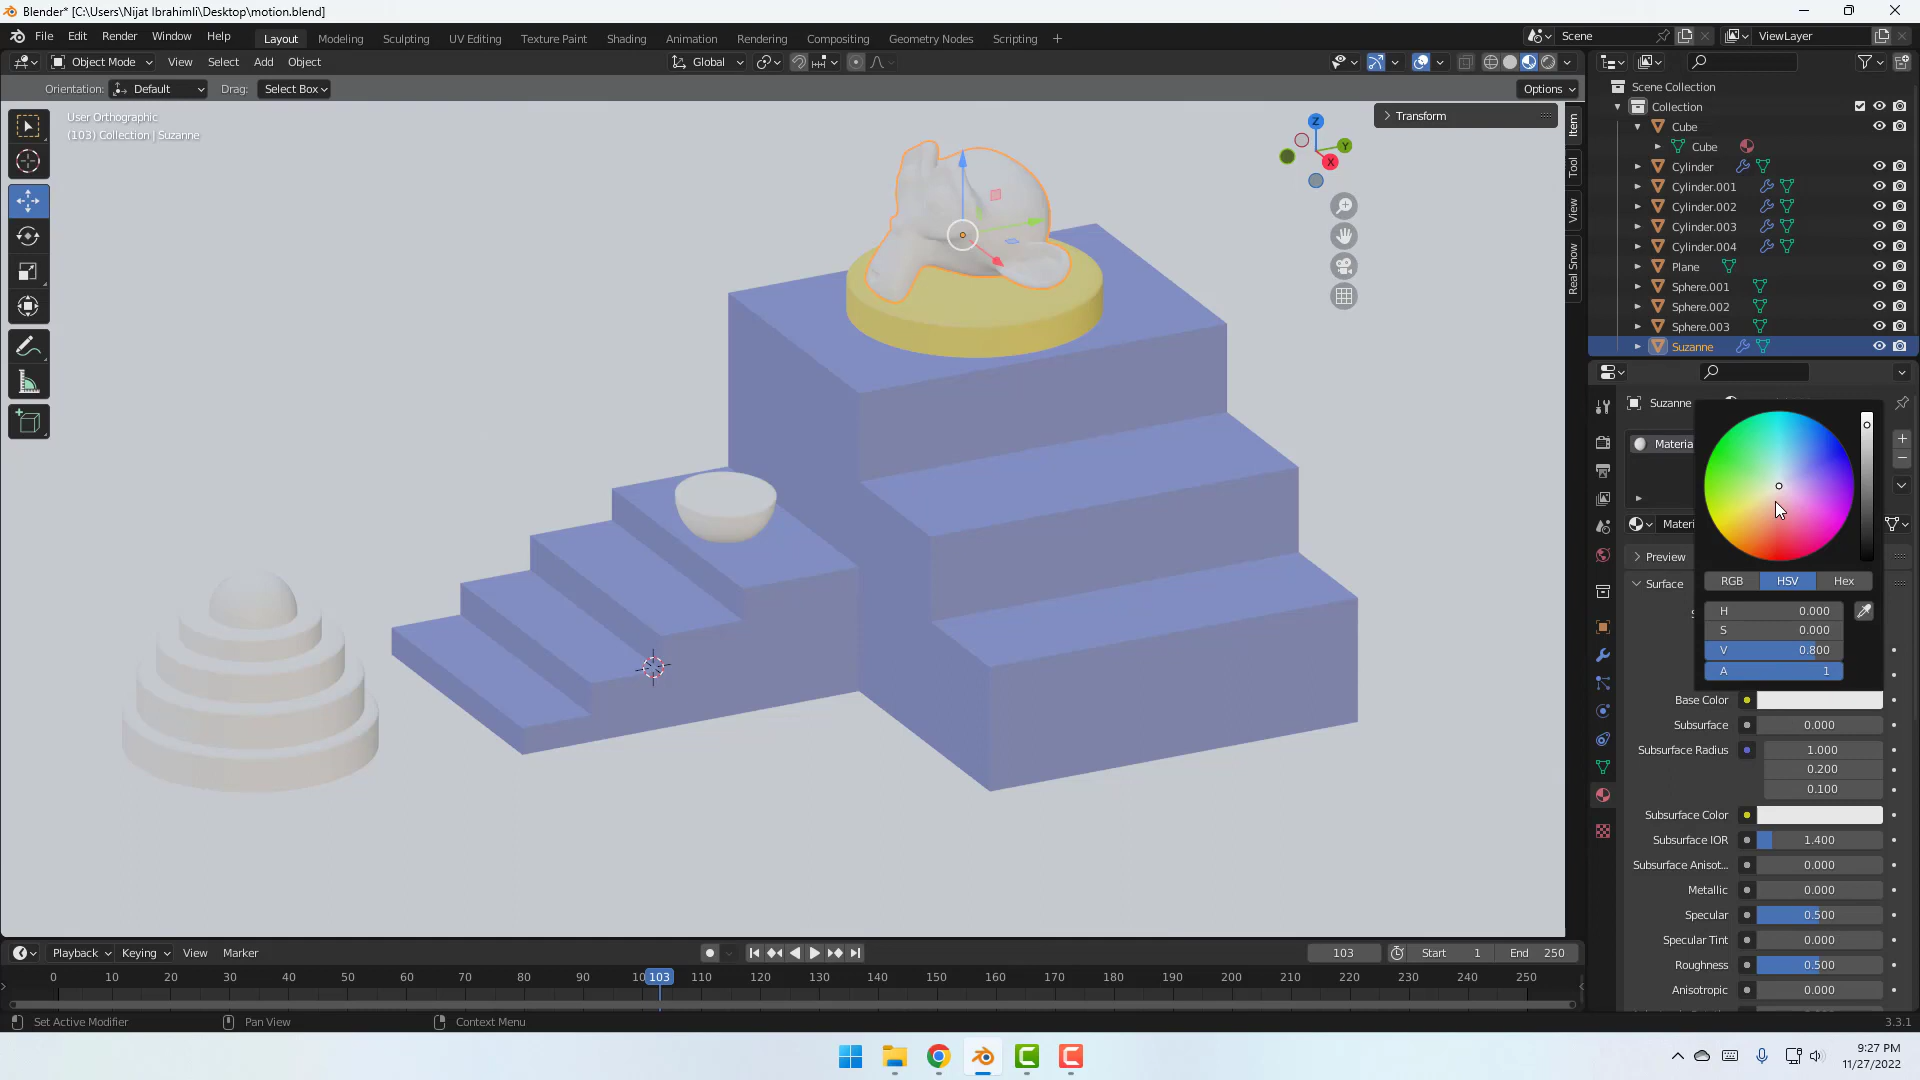 Blender* [C:\Users\Nijat Ibrahimli\Desktop\motion.blend]
File Edit Render Window Help
Layout Modeling Sculpting UV Editing Texture Paint Shading Animation Rendering Compositing Geometry Nodes Scripting +
Scene
ViewLayer
Object Mode View Select Add Object
Global
Orientation: Default Drag: Select Box
Options
User Orthographic
(103) Collection | Suzanne
Transform
Item
Tool
View
Real Snow
Z
Y
X
Scene Collection
Collection
Cube
Cube
Cylinder
Cylinder.001
Cylinder.002
Cylinder.003
Cylinder.004
Plane
Sphere.001
Sphere.002
Sphere.003
Suzanne
Suzanne
Materia
Materi
Preview
Surface
RGB HSV Hex
H 0.000
S 0.000
V 0.800
A 1
Base Color
Subsurface 0.000
Subsurface Radius 1.000
0.200
0.100
Subsurface Color
Subsurface IOR 1.400
Subsurface Anisot... 0.000
Metallic 0.000
Specular 0.500
Specular Tint 0.000
Roughness 0.500
Anisotropic 0.000
Playback Keying View Marker
103 Start 1 End 250
0 10 20 30 40 50 60 70 80 90 10 103 110 120 130 140 150 160 170 180 190 200 210 220 230 240 250
Set Active Modifier Pan View Context Menu
3.3.1
9:27 PM
11/27/2022